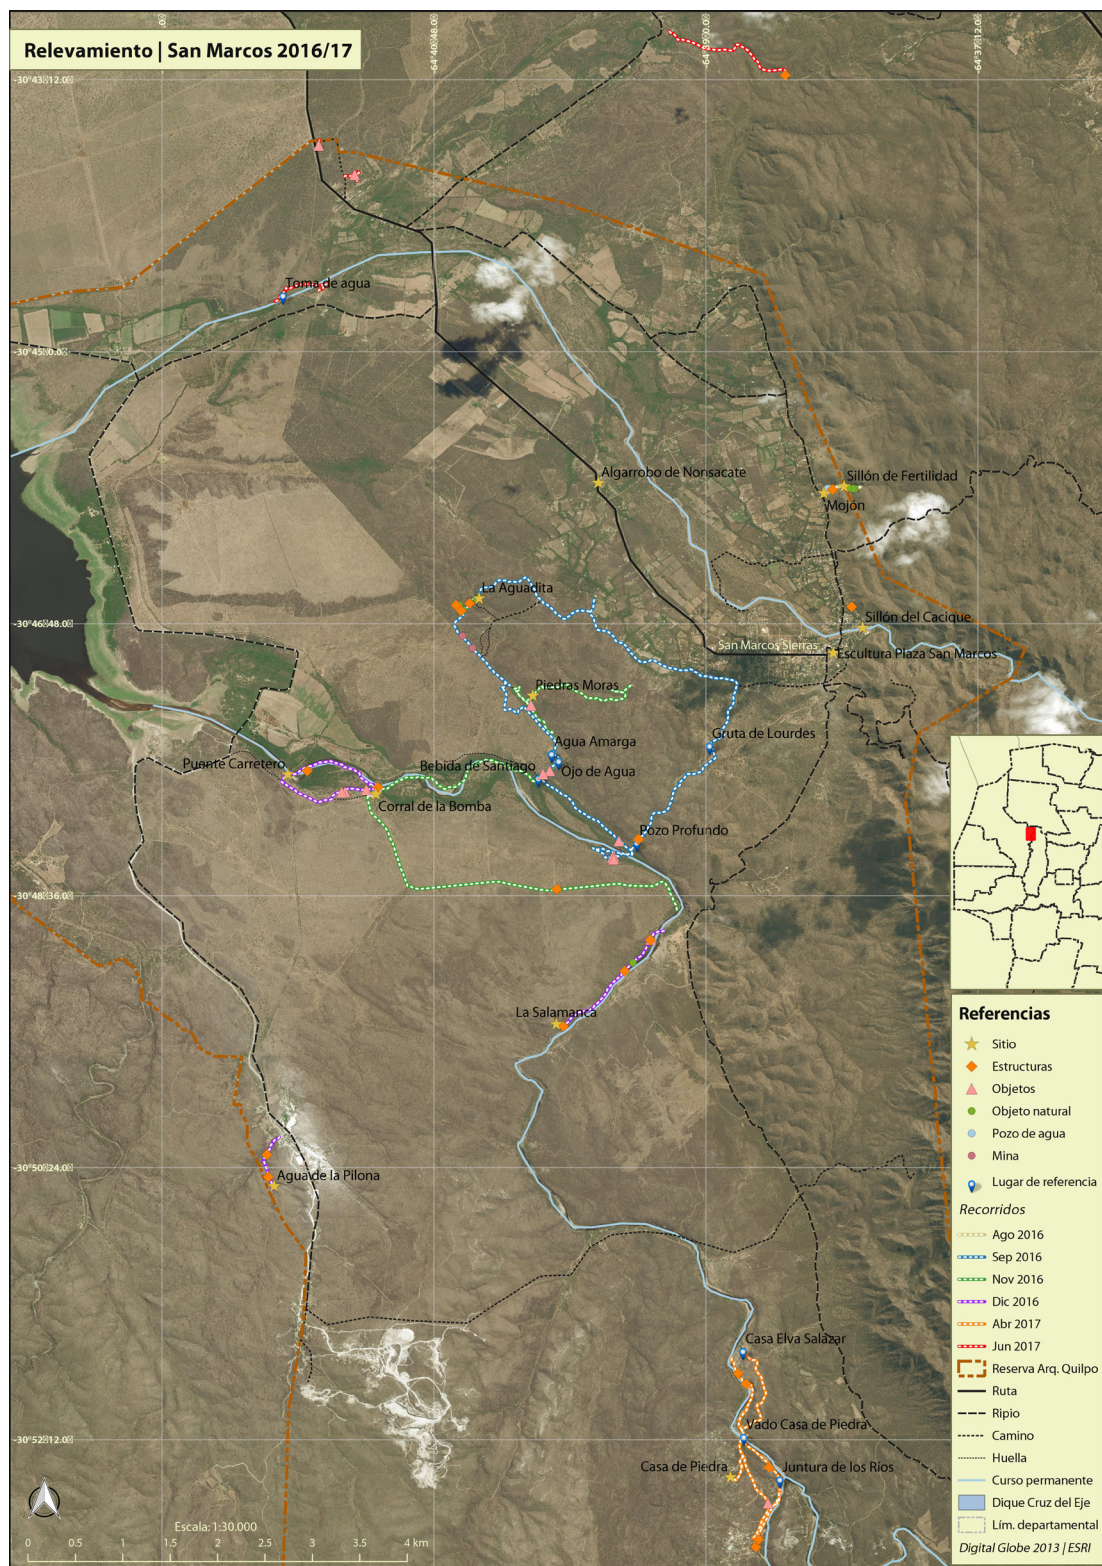 Relevamiento | San Marcos 2016/17
-64°40▯48.0▯
-64°39▯0.0▯
-64°37▯12.0▯
-30°43▯12.0▯
Toma de agua
-30°45▯0.0▯
Algarrobo de Nonsacate
Sillón de Fertilidad
Mojón
La Aguadita
-30°46▯48.0▯
Sillón del Cacique
San Marcos Sierras
Escultura Plaza San Marcos
Piedras Moras
Gruta de Lourdes
Agua Amarga
Puente Carretero
Bebida de Santiago
Ojo de Agua
Corral de la Bomba
Pozo Profundo
-30°48▯36.0▯
La Salamanca
-30°50▯24.0▯
Agua de la Pilona
Casa Elva Salazar
Vado Casa de Piedra
-30°52▯12.0▯
Casa de Piedra
Juntura de los Ríos
Escala: 1:30.000
0 0.5 1 1.5 2 2.5 3 3.5 4 km
Referencias
Sitio
Estructuras
Objetos
Objeto natural
Pozo de agua
Mina
Lugar de referencia
Recorridos
Ago 2016
Sep 2016
Nov 2016
Dic 2016
Abr 2017
Jun 2017
Reserva Arq. Quilpo
Ruta
Ripio
Camino
Huella
Curso permanente
Dique Cruz del Eje
Lím. departamental
Digital Globe 2013 | ESRI